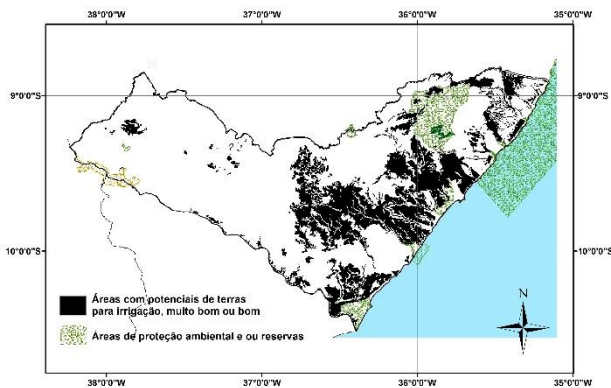 38°0'0"W 37°0'0"W 36°0'0"W 35°0'0"W
9°0'0"S 9°0'0"S
10°0'0"S 10°0'0"S
Áreas com potenciais de terras
para irrigação, muito bom ou bom
Áreas de proteção ambiental e ou reservas
N
38°0'0"W 37°0'0"W 36°0'0"W 35°0'0"W